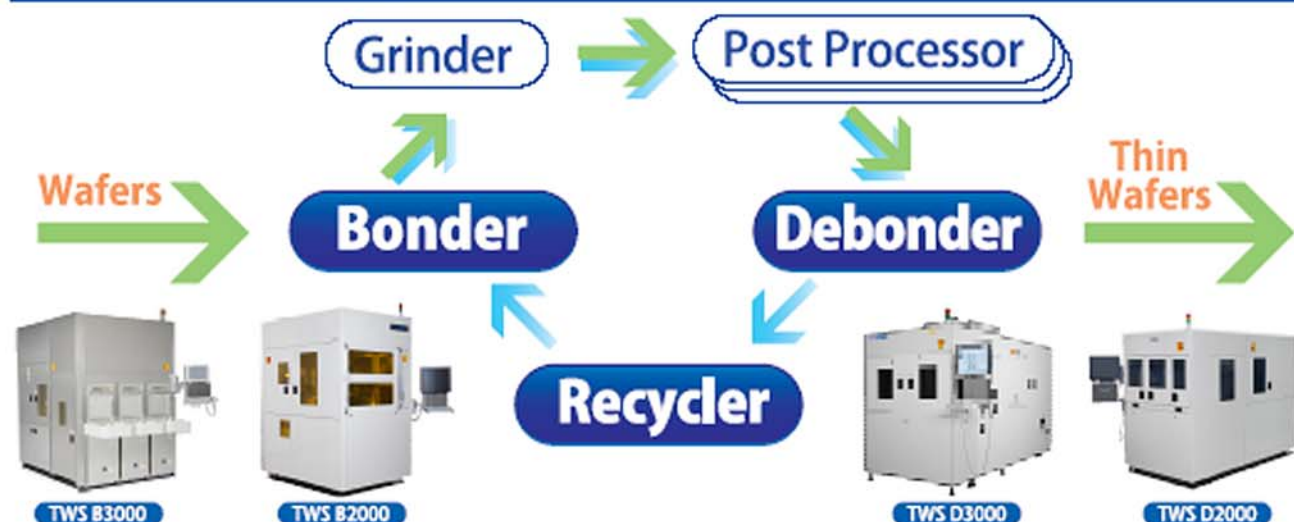 Grinder
Post Processor
Wafers
Thin
Wafers
Bonder
Debonder
Recycler
TWS B3000
TWS B2000
TWS D3000
TWS D2000